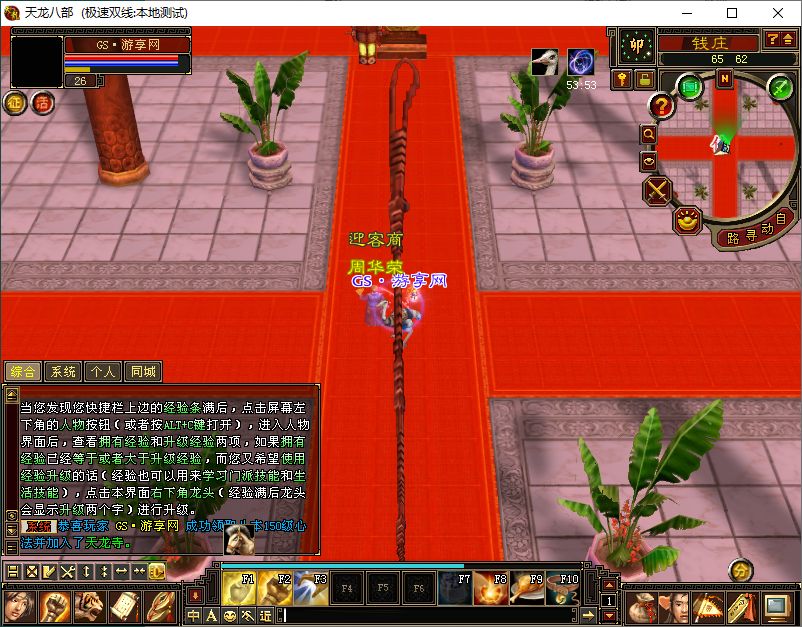 天龙八部 (极速双线:本地测试)
GS·游享网
26
征
活
53:53
卯
钱庄
65 62
N
自动寻路
迎客商
周华荣
GS·游享网
综合 系统 个人 同城
当您发现您快捷栏上边的经验条满后，点击屏幕左
下角的人物按钮（或者按ALT+C键打开），进入人物
界面后，查看拥有经验和升级经验两项，如果拥有
经验已经等于或者大于升级经验，而您又希望使用
经验升级的话（经验也可以用来学习门派技能和生
活技能），点击本界面右下角龙头（经验满后龙头
会显示升级两个字）进行升级。
系统 恭喜玩家 GS·游享网 成功领取
本150级心
法并加入了天龙寺。
F1 F2 F3 F4 F5 F6 F7 F8 F9 F10
中 A 近
1